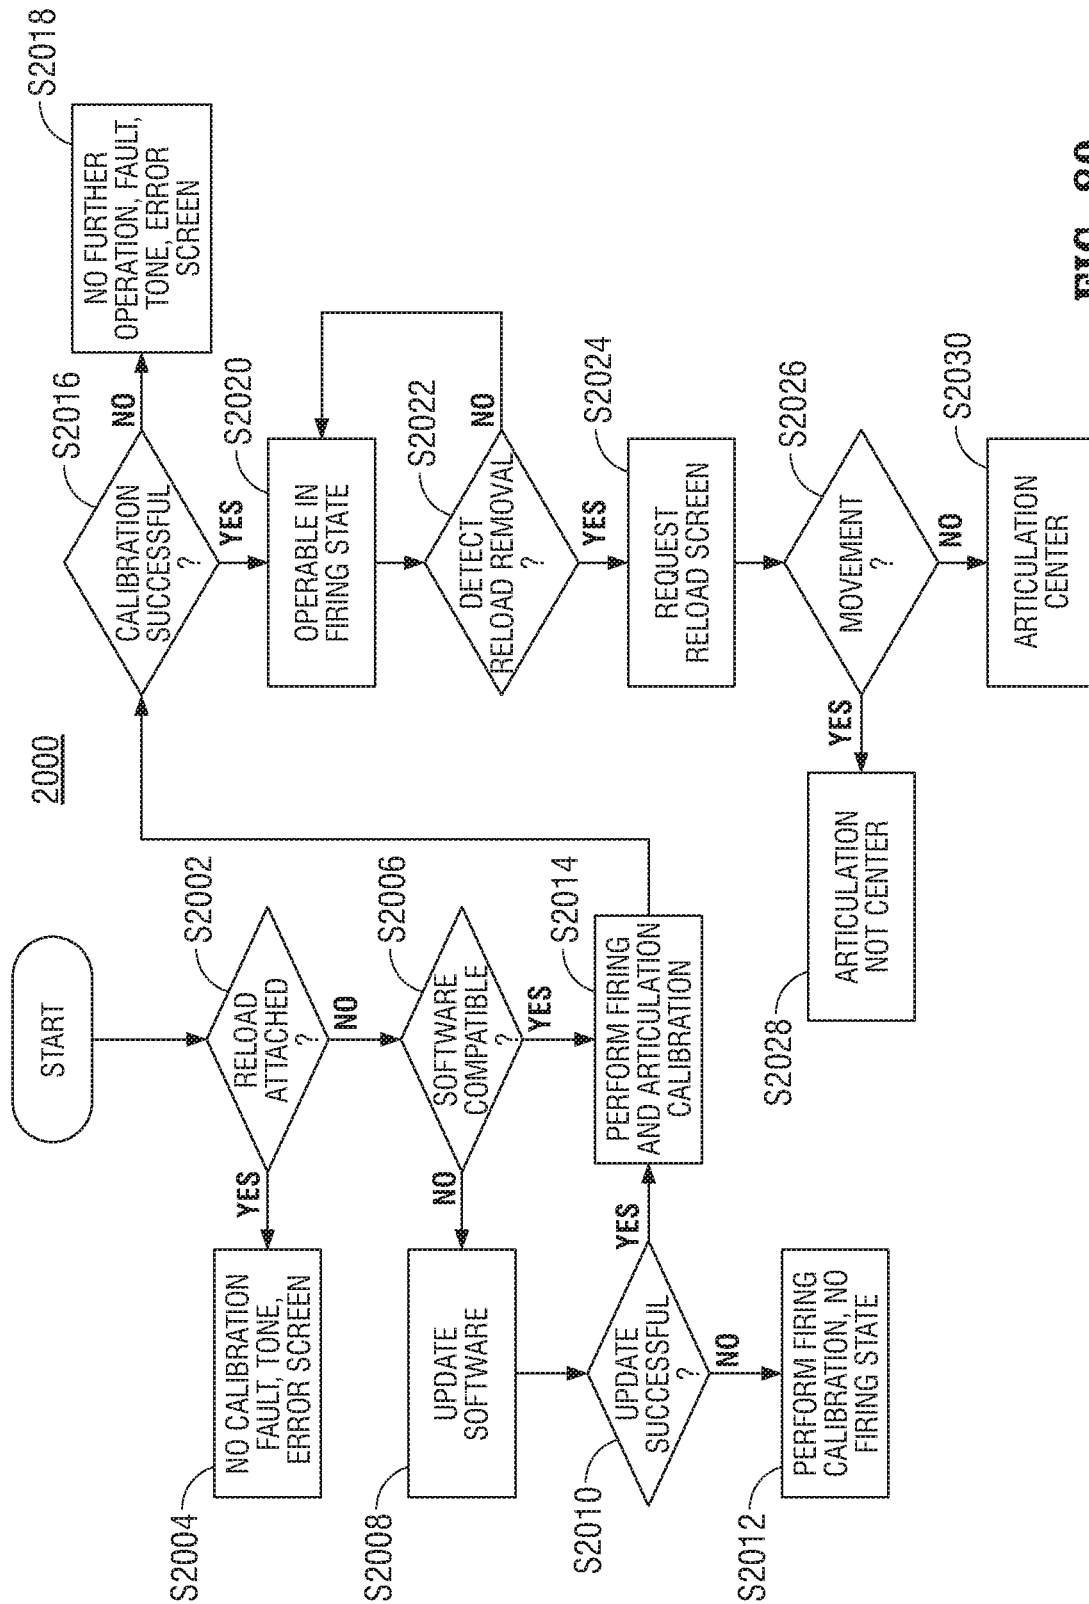 2000
START
S2002
RELOAD
ATTACHED
?
YES
NO
S2004
NO CALIBRATION
FAULT, TONE,
ERROR SCREEN
S2006
SOFTWARE
COMPATIBLE
?
NO
YES
S2008
UPDATE
SOFTWARE
S2010
UPDATE
SUCCESSFUL
?
YES
NO
S2012
PERFORM FIRING
CALIBRATION, NO
FIRING STATE
S2014
PERFORM FIRING
AND ARTICULATION
CALIBRATION
S2016
CALIBRATION
SUCCESSFUL
?
NO
YES
S2018
NO FURTHER
OPERATION, FAULT,
TONE, ERROR
SCREEN
S2020
OPERABLE IN
FIRING STATE
S2022
DETECT
RELOAD REMOVAL
?
NO
YES
S2024
REQUEST
RELOAD SCREEN
S2026
MOVEMENT
?
YES
NO
S2028
ARTICULATION
NOT CENTER
S2030
ARTICULATION
CENTER